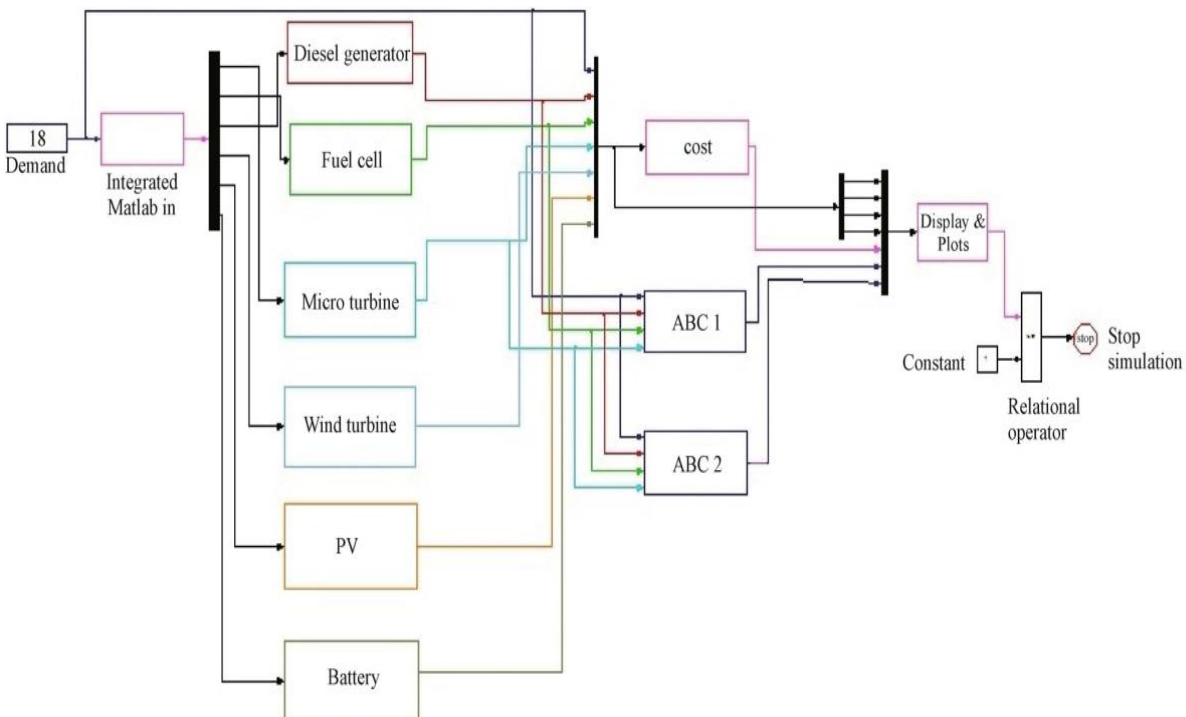 18
Demand
Integrated
Matlab in
Diesel generator
Fuel cell
Micro turbine
Wind turbine
PV
Battery
cost
ABC 1
ABC 2
Display &
Plots
Constant
Relational
operator
stop
Stop
simulation